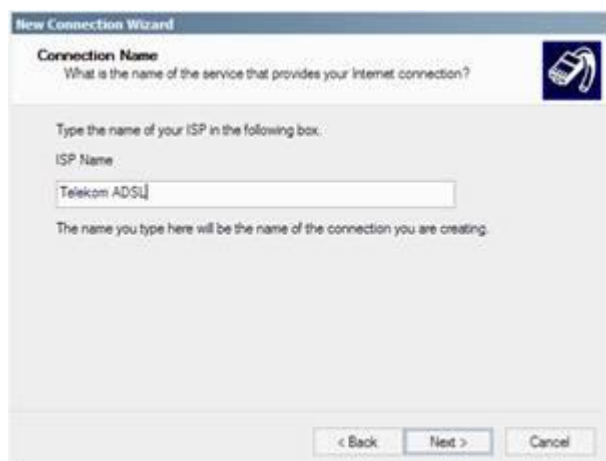 New Connection Wizard
Connection Name
What is the name of the service that provides your Internet connection?
Type the name of your ISP in the following box.
ISP Name
Telekom ADSL
The name you type here will be the name of the connection you are creating.
< Back
Next >
Cancel